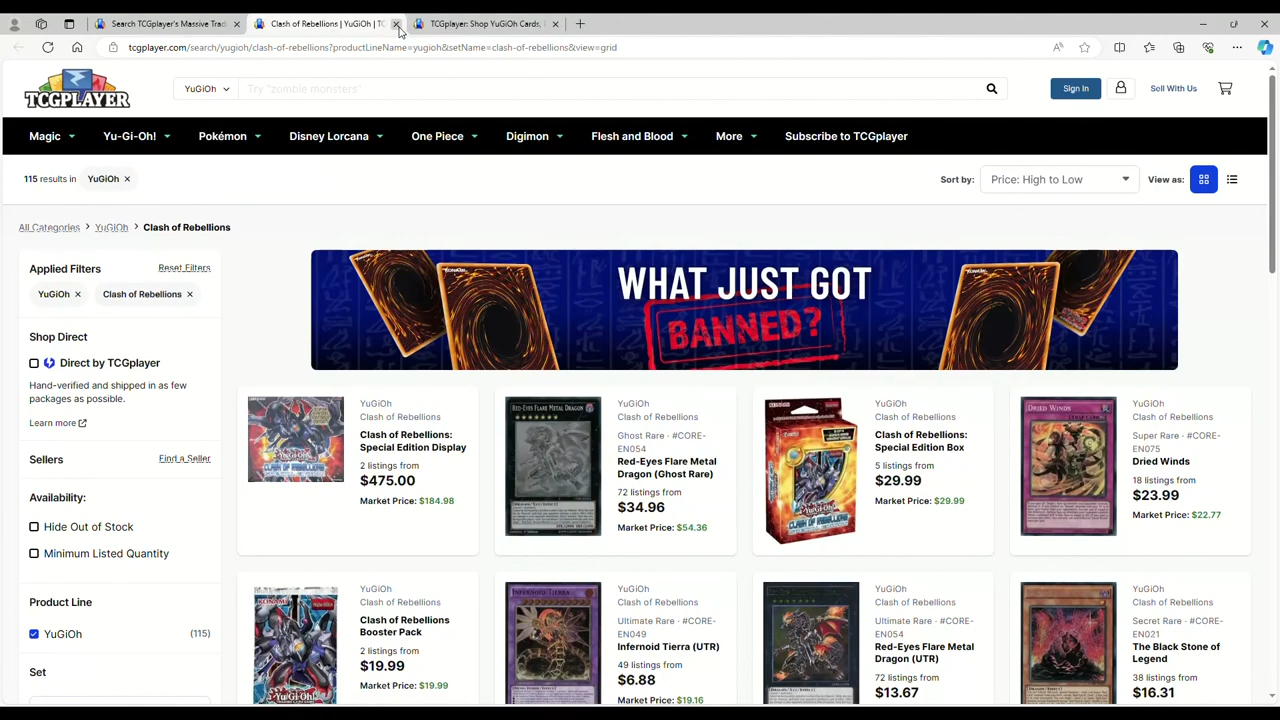 Search TCGplayer's Massive Trad
Clash of Rebellions | YuGiOh | TC
TCGplayer: Shop YuGiOh Cards,
tcgplayer.com/search/yugioh/clash-of-rebellions?productLineName=yugioh&setName=clash-of-rebellions&view=grid
TCGPLAYER
YuGiOh
Try "zombie monsters"
Sign In
Sell With Us
Magic
Yu-Gi-Oh!
Pokémon
Disney Lorcana
One Piece
Digimon
Flesh and Blood
More
Subscribe to TCGplayer
115 results in
YuGiOh
Sort by:
Price: High to Low
View as:
All Categories
YuGiOh
Clash of Rebellions
Applied Filters
Reset Filters
YuGiOh
Clash of Rebellions
Shop Direct
Direct by TCGplayer
Hand-verified and shipped in as few
packages as possible.
Learn more
Sellers
Find a Seller
Availability:
Hide Out of Stock
Minimum Listed Quantity
Product Line
YuGiOh
(115)
Set
WHAT JUST GOT
BANNED?
YuGiOh
Clash of Rebellions
Clash of Rebellions:
Special Edition Display
2 listings from
$475.00
Market Price: $184.98
RED-EYES FLARE METAL DRAGON
YuGiOh
Clash of Rebellions
Ghost Rare · #CORE-
EN054
Red-Eyes Flare Metal
Dragon (Ghost Rare)
72 listings from
$34.96
Market Price: $54.36
YuGiOh
Clash of Rebellions
Clash of Rebellions:
Special Edition Box
5 listings from
$29.99
Market Price: $29.99
DRIED WINDS
YuGiOh
Clash of Rebellions
Super Rare · #CORE-
EN075
Dried Winds
18 listings from
$23.99
Market Price: $22.77
YuGiOh
Clash of Rebellions
Clash of Rebellions
Booster Pack
2 listings from
$19.99
Market Price: $19.99
INFERNOID TIERRA
YuGiOh
Clash of Rebellions
Ultimate Rare · #CORE-
EN049
Infernoid Tierra (UTR)
49 listings from
$6.88
Market Price: $19.16
YuGiOh
Clash of Rebellions
Ultimate Rare · #CORE-
EN054
Red-Eyes Flare Metal
Dragon (UTR)
72 listings from
$13.67
YuGiOh
Clash of Rebellions
Secret Rare · #CORE-
EN021
The Black Stone of
Legend
38 listings from
$16.31